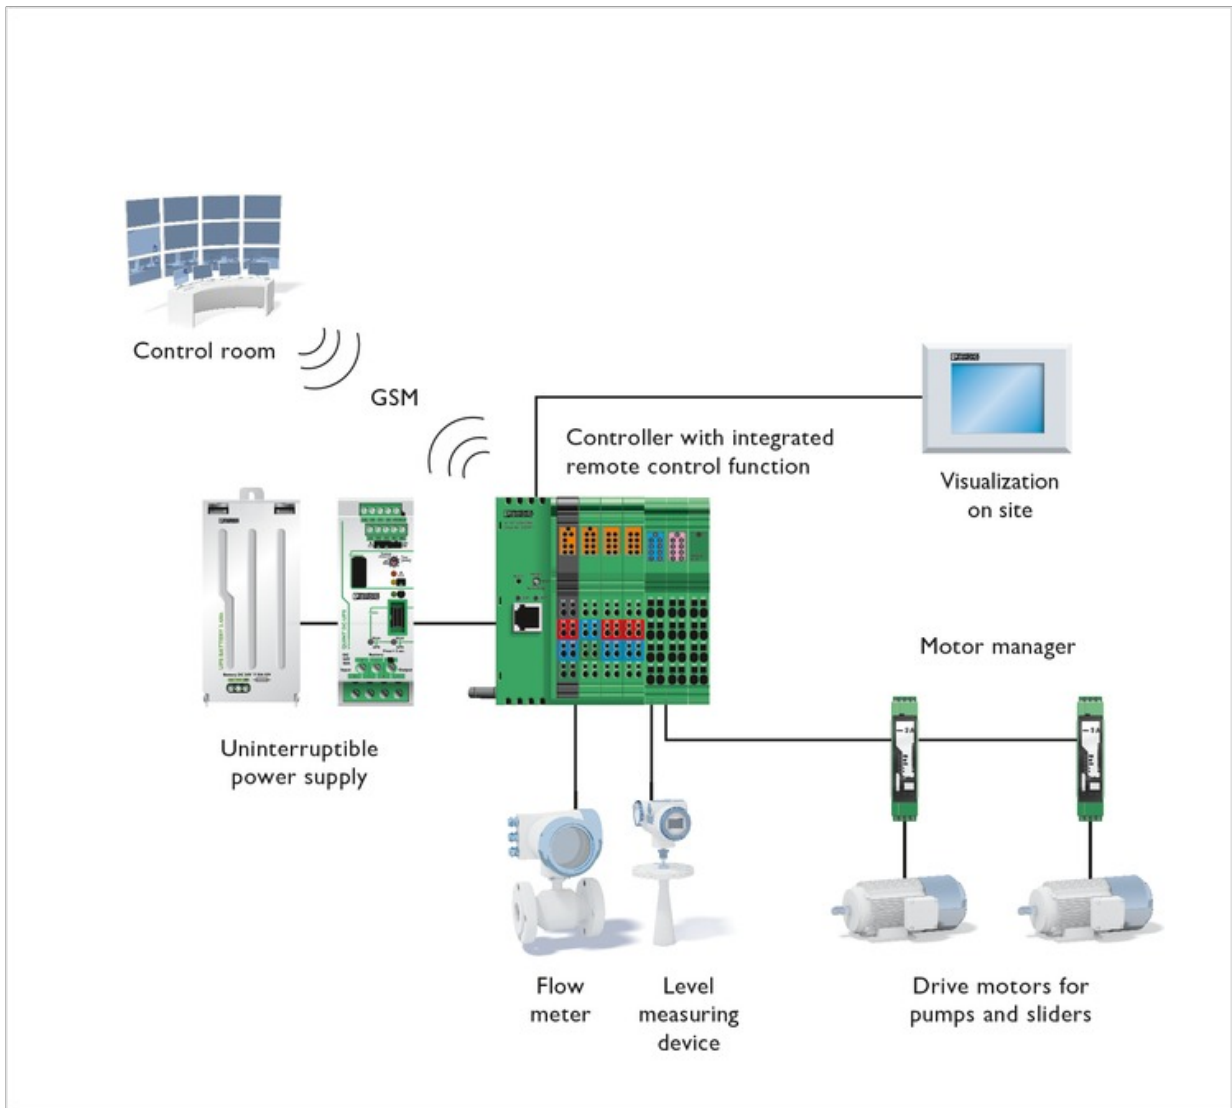 Control room
GSM
Controller with integrated
remote control function
Visualization
on site
Motor manager
Uninterruptible
power supply
Flow
meter
Level
measuring
device
Drive motors for
pumps and sliders